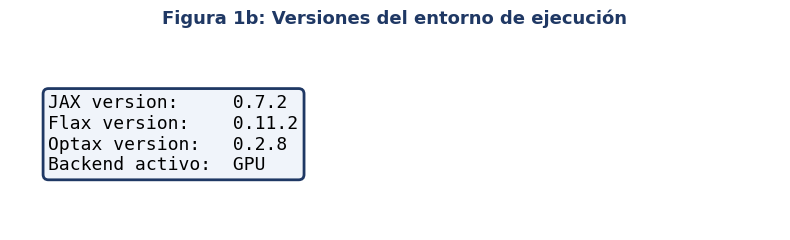 Figura 1b: Versiones del entorno de ejecución
JAX version:     0.7.2
Flax version:    0.11.2
Optax version:   0.2.8
Backend activo:  GPU